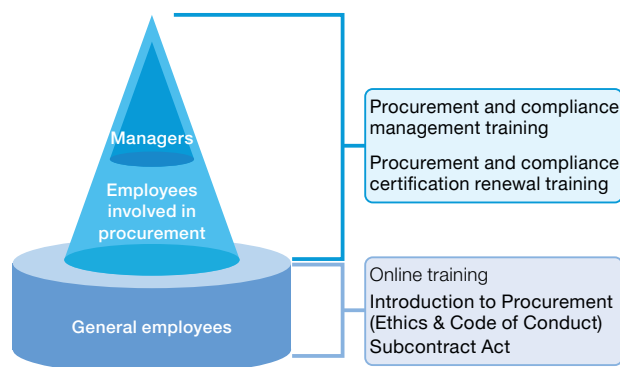 Managers
Employees
involved in
procurement
General employees
Procurement and compliance
management training
Procurement and compliance
certification renewal training
Online training
Introduction to Procurement
(Ethics & Code of Conduct)
Subcontract Act